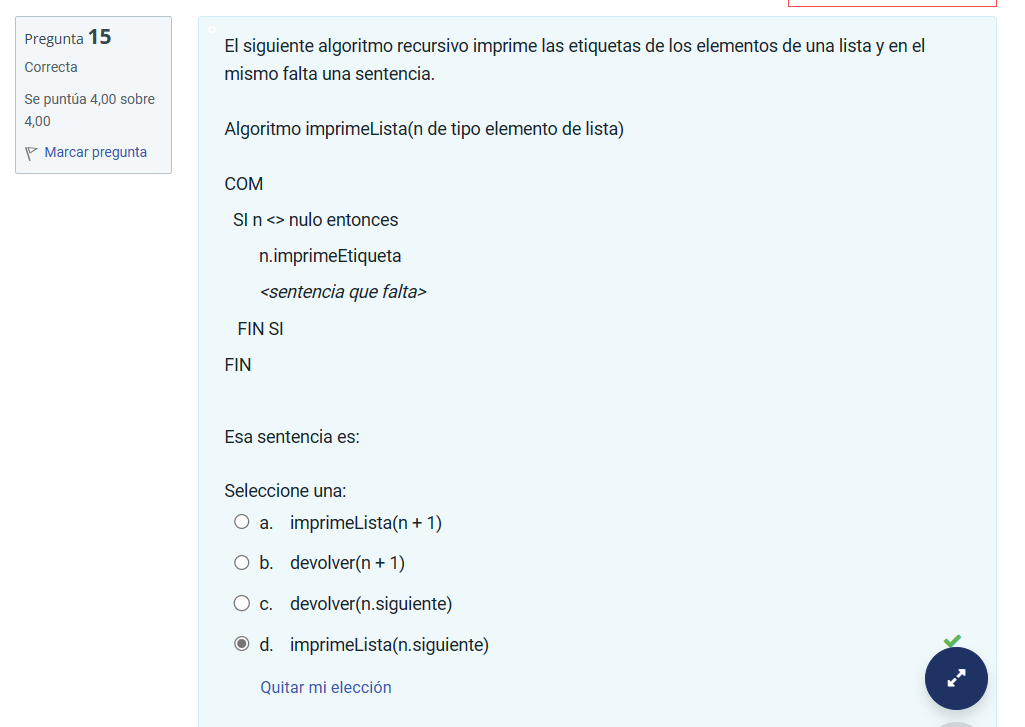 Pregunta 15
Correcta
Se puntúa 4,00 sobre
4,00
Marcar pregunta
El siguiente algoritmo recursivo imprime las etiquetas de los elementos de una lista y en el
mismo falta una sentencia.
Algoritmo imprimeLista(n de tipo elemento de lista)
COM
SI n <> nulo entonces
n.imprimeEtiqueta
<sentencia que falta>
FIN SI
FIN
Esa sentencia es:
Seleccione una:
a. imprimeLista(n + 1)
b. devolver(n + 1)
c. devolver(n.siguiente)
d. imprimeLista(n.siguiente)
Quitar mi elección